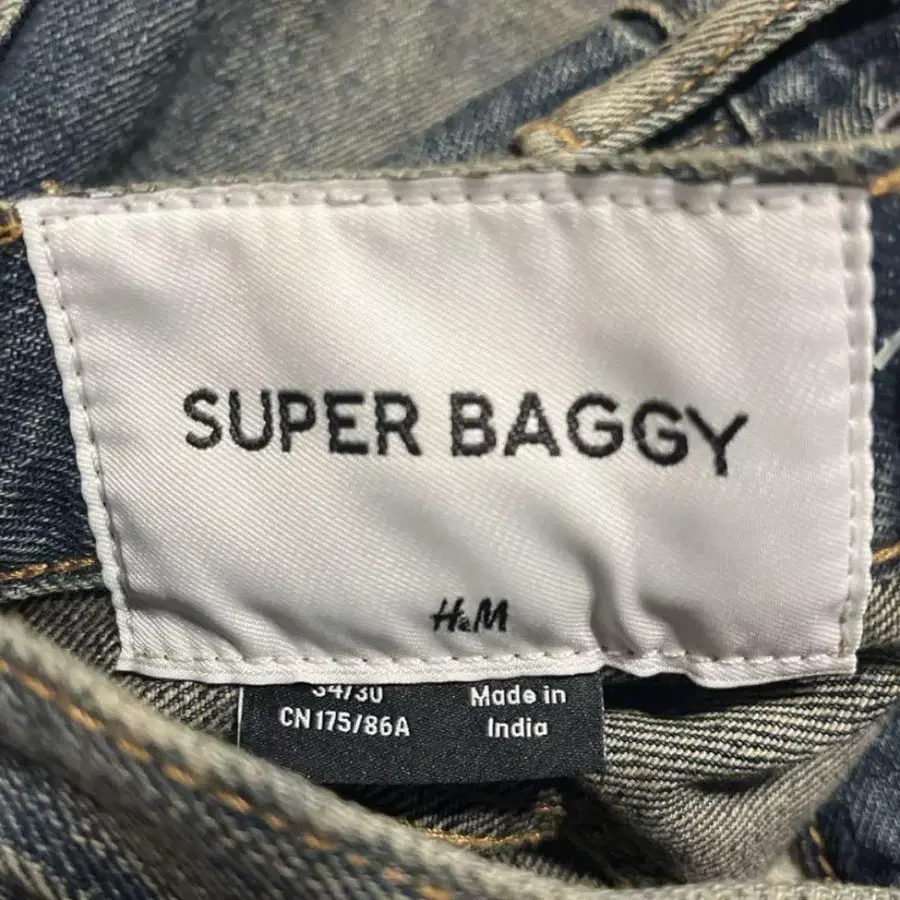 SUPER BAGGY
H&M
34/30
CN 175/86A
Made in
India